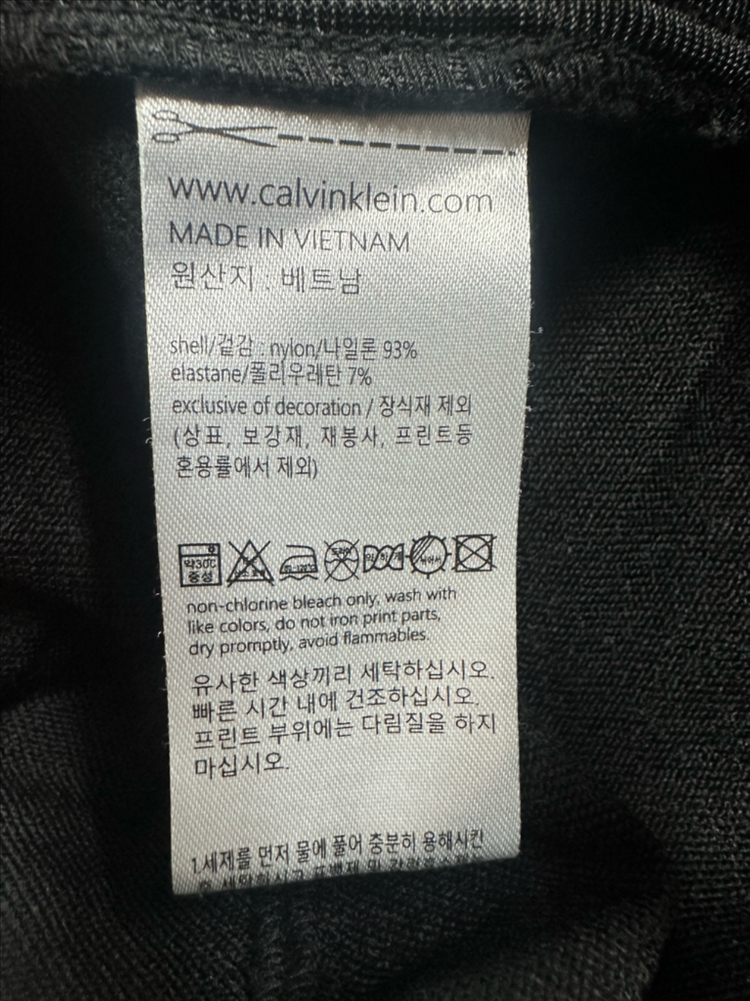 www.calvinklein.com
MADE IN VIETNAM
원산지 : 베트남
shell/겉감 : nylon/나일론 93%
elastane/폴리우레탄 7%
exclusive of decoration / 장식재 제외
(상표, 보강재, 재봉사, 프린트등
혼용률에서 제외)
약30℃
중성
non-chlorine bleach only, wash with
like colors, do not iron print parts,
dry promptly, avoid flammables.
유사한 색상끼리 세탁하십시오.
빠른 시간 내에 건조하십시오.
프린트 부위에는 다림질을 하지
마십시오.
1.세제를 먼저 물에 풀어 충분히 용해시킨